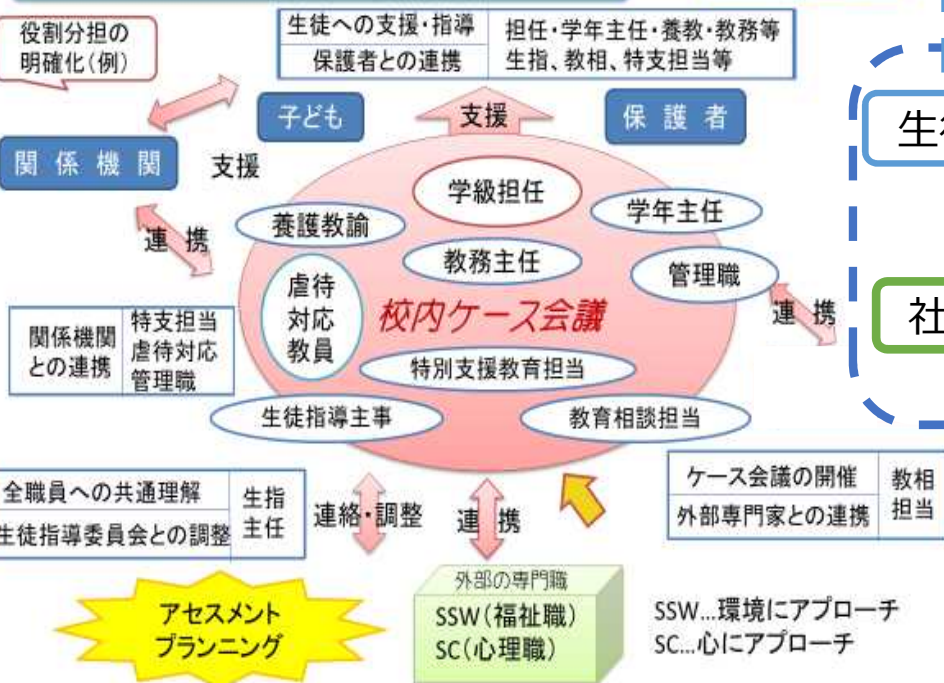 役割分担の
明確化(例)
生徒への支援・指導
保護者との連携
担任・学年主任・養教・教務等
生指、教相、特支担当等
子ども
支援
保 護 者
関 係 機 関
支援
学級担任
養護教諭
学年主任
連 携
教務主任
管理職
虐待
対応
教員
校内ケース会議
連 携
関係機関
との連携
特支担当
虐待対応
管理職
特別支援教育担当
生徒指導主事
教育相談担当
全職員への共通理解
生徒指導委員会との調整
生指
主任
連絡・調整
連 携
ケース会議の開催
外部専門家との連携
教相
担当
アセスメント
プランニング
外部の専門職
SSW(福祉職)
SC(心理職)
SSW...環境にアプローチ
SC...心にアプローチ
生
社